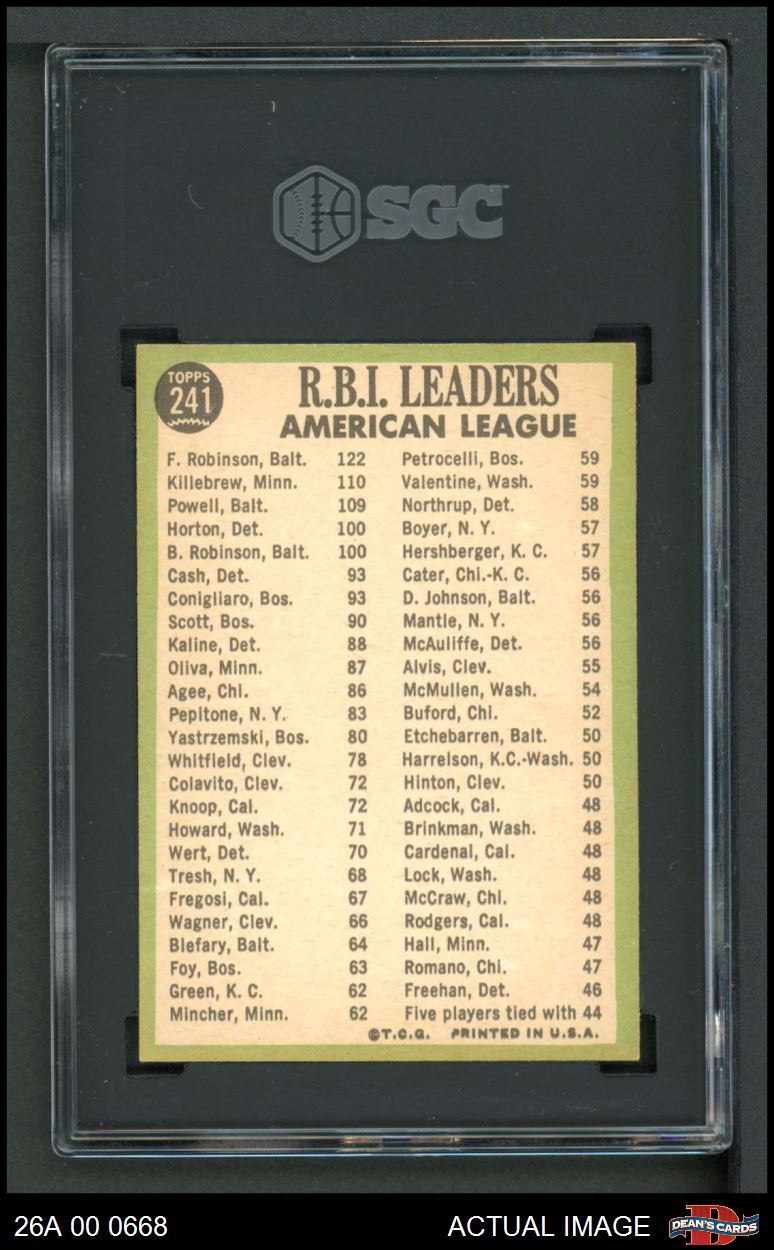 SGC
TOPPS
241
R.B.I. LEADERS
AMERICAN LEAGUE
F. Robinson, Balt. 122
Killebrew, Minn. 110
Powell, Balt. 109
Horton, Det. 100
B. Robinson, Balt. 100
Cash, Det. 93
Conigliaro, Bos. 93
Scott, Bos. 90
Kaline, Det. 88
Oliva, Minn. 87
Agee, Chi. 86
Pepitone, N. Y. 83
Yastrzemski, Bos. 80
Whitfield, Clev. 78
Colavito, Clev. 72
Knoop, Cal. 72
Howard, Wash. 71
Wert, Det. 70
Tresh, N. Y. 68
Fregosi, Cal. 67
Wagner, Clev. 66
Blefary, Balt. 64
Foy, Bos. 63
Green, K. C. 62
Mincher, Minn. 62
Petrocelli, Bos. 59
Valentine, Wash. 59
Northrup, Det. 58
Boyer, N. Y. 57
Hershberger, K. C. 57
Cater, Chi.-K. C. 56
D. Johnson, Balt. 56
Mantle, N. Y. 56
McAuliffe, Det. 56
Alvis, Clev. 55
McMullen, Wash. 54
Buford, Chi. 52
Etchebarren, Balt. 50
Harrelson, K.C.-Wash. 50
Hinton, Clev. 50
Adcock, Cal. 48
Brinkman, Wash. 48
Cardenal, Cal. 48
Lock, Wash. 48
McCraw, Chi. 48
Rodgers, Cal. 48
Hall, Minn. 47
Romano, Chi. 47
Freehan, Det. 46
Five players tied with 44
©T.C.G. PRINTED IN U.S.A.
26A 00 0668
ACTUAL IMAGE
DEAN'S CARDS